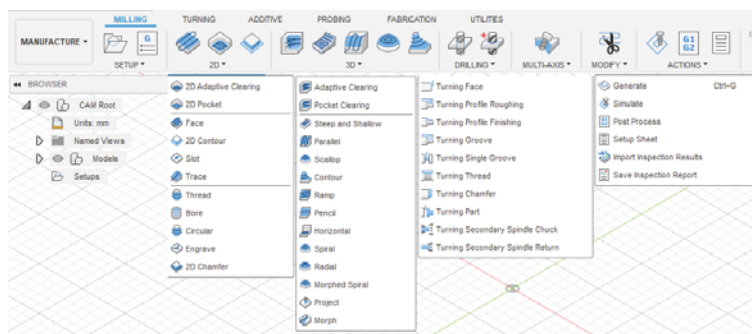 MILLING TURNING ADDITIVE PROBING FABRICATION UTILITIES
MANUFACTURE
SETUP 2D 3D DRILLING MULTI-AXIS MODIFY ACTIONS
G
G1
G2
BROWSER
CAM Root
Units: mm
Named Views
Models
Setups
2D Adaptive Clearing
2D Pocket
Face
2D Contour
Slot
Trace
Thread
Bore
Circular
Engrave
2D Chamfer
Adaptive Clearing
Pocket Clearing
Steep and Shallow
Parallel
Scallop
Contour
Ramp
Pencil
Horizontal
Spiral
Radial
Morphed Spiral
Project
Morph
Turning Face
Turning Profile Roughing
Turning Profile Finishing
Turning Groove
Turning Single Groove
Turning Thread
Turning Chamfer
Turning Part
Turning Secondary Spindle Chuck
Turning Secondary Spindle Return
Generate Ctrl+G
Simulate
Post Process
Setup Sheet
Import Inspection Results
Save Inspection Report